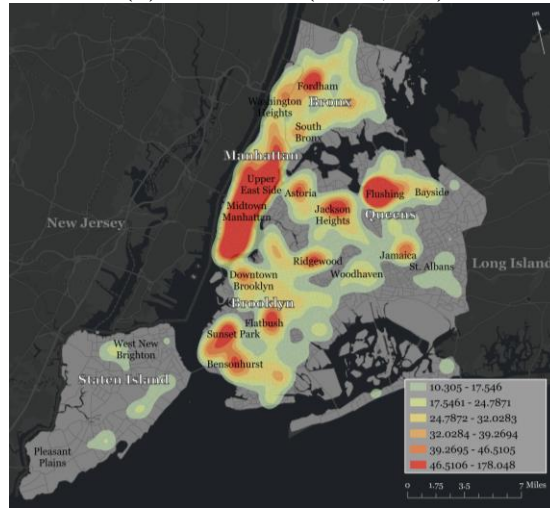 Fordham
Washington
Heights
Bronx
South
Bronx
Manhattan
Upper
East Side
Astoria
Flushing
Bayside
Midtown
Manhattan
Jackson
Heights
Queens
New Jersey
Jamaica
Long Island
Ridgewood
St. Albans
Woodhaven
Downtown
Brooklyn
Brooklyn
Flatbush
Sunset Park
West New
Brighton
Bensonhurst
Staten Island
Pleasant
Plains
10.305 - 17.546
17.5461 - 24.7871
24.7872 - 32.0283
32.0284 - 39.2694
39.2695 - 46.5105
46.5106 - 178.048
0 1.75 3.5 7 Miles